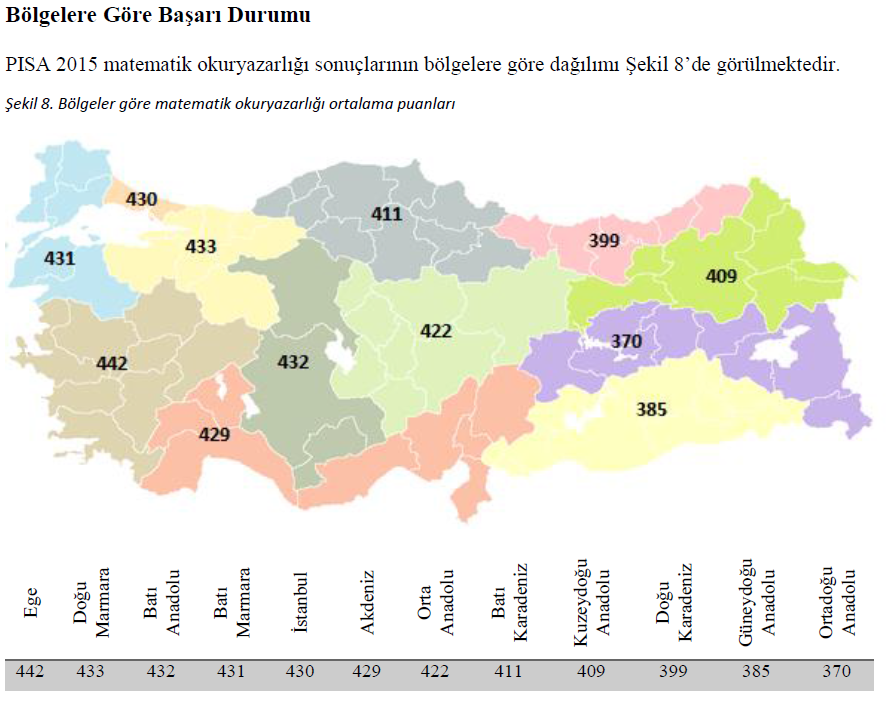 Bölgelere Göre Başarı Durumu
PISA 2015 matematik okuryazarlığı sonuçlarının bölgelere göre dağılımı Şekil 8’de görülmektedir.
Şekil 8. Bölgeler göre matematik okuryazarlığı ortalama puanları
430
411
433
399
431
409
422
370
442
432
385
429
Ege
Doğu
Marmara
Batı
Anadolu
Batı
Marmara
İstanbul
Akdeniz
Orta
Anadolu
Batı
Karadeniz
Kuzeydoğu
Anadolu
Doğu
Karadeniz
Güneydoğu
Anadolu
Ortadoğu
Anadolu
442 433 432 431 430 429 422 411 409 399 385 370